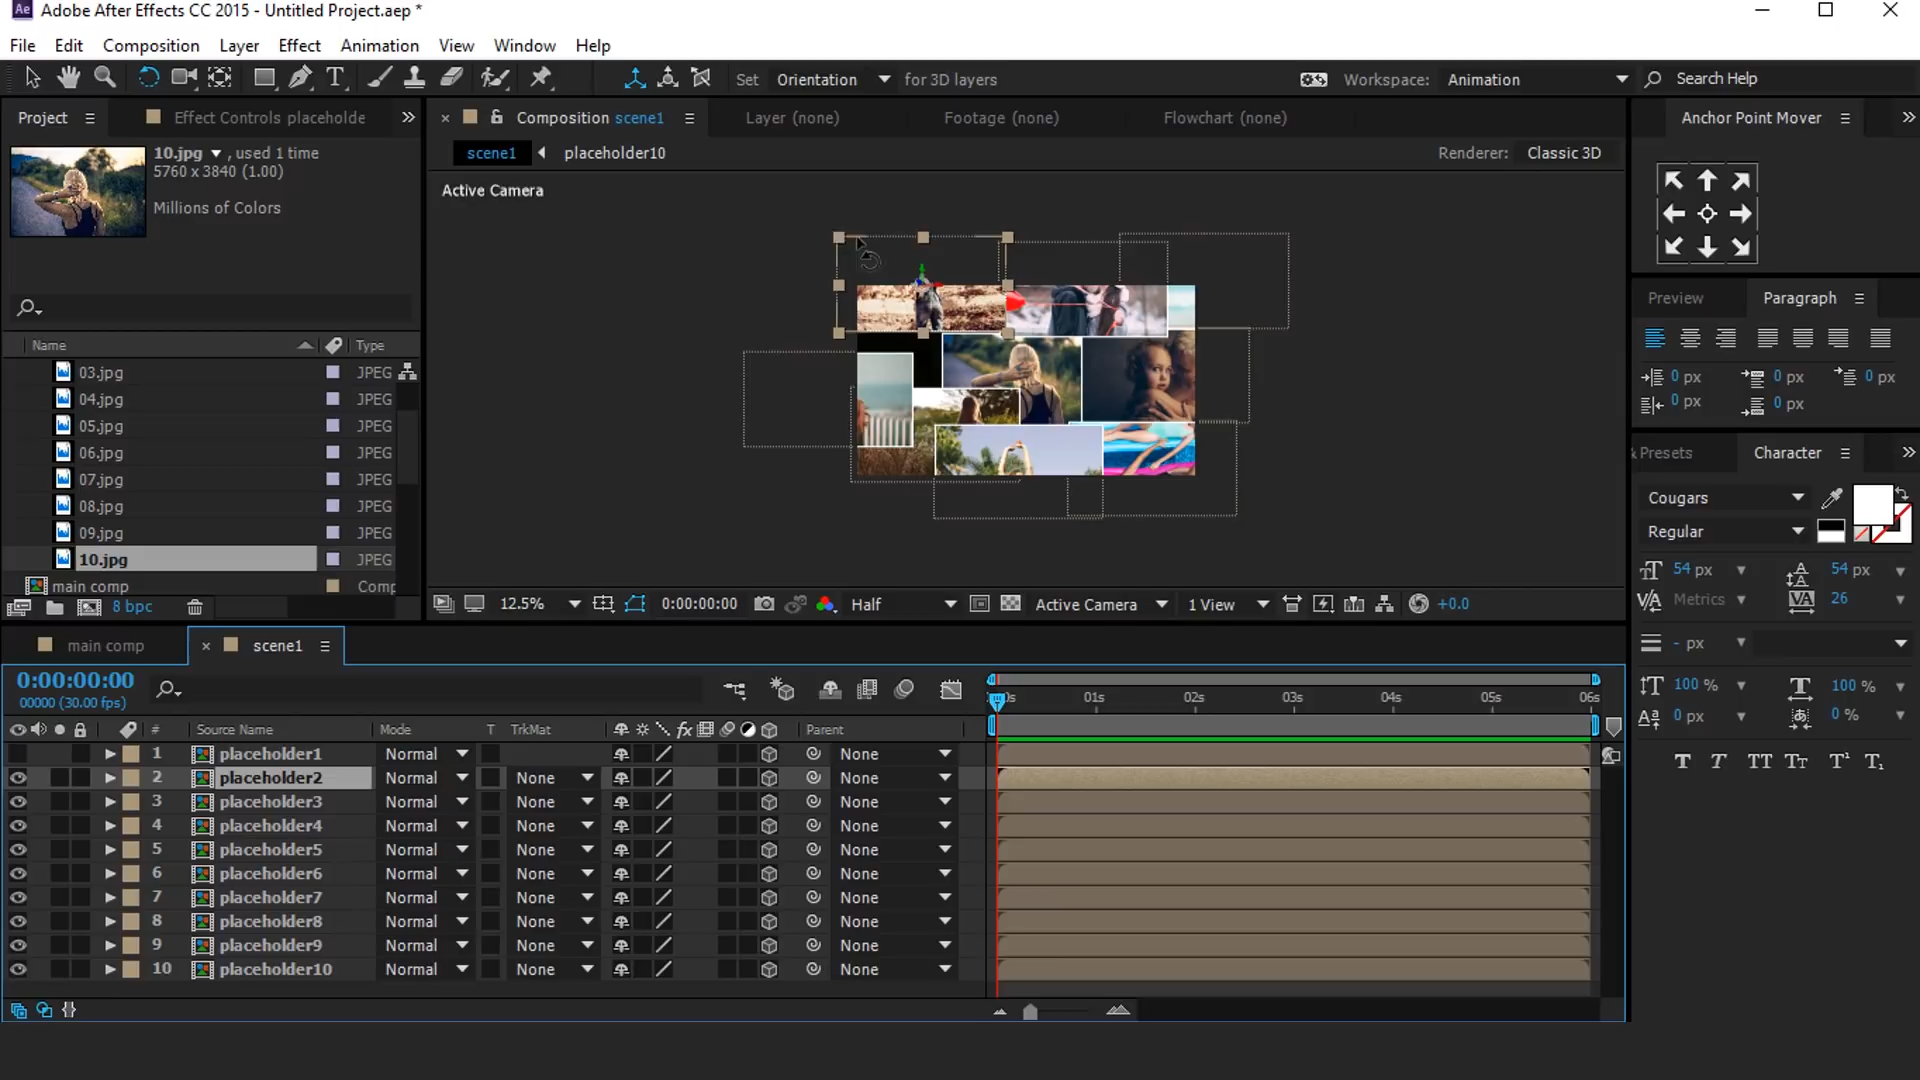 Ae Adobe After Effects CC 2015 - Untitled Project.aep *
File Edit Composition Layer Effect Animation View Window Help
Set Orientation for 3D layers
Workspace: Animation
Search Help
Project
Effect Controls placeholde
Composition scene1
Layer (none)
Footage (none)
Flowchart (none)
Anchor Point Mover
10.jpg , used 1 time
5760 x 3840 (1.00)
Millions of Colors
scene1 placeholder10
Renderer: Classic 3D
Active Camera
Preview Paragraph
Name Type
03.jpg JPEG
04.jpg JPEG
05.jpg JPEG
06.jpg JPEG
07.jpg JPEG
08.jpg JPEG
09.jpg JPEG
10.jpg JPEG
main comp Comp
8 bpc
0 px 0 px 0 px
0 px 0 px
& Presets Character
Cougars
Regular
54 px 54 px
Metrics 26
- px
100 % 100 %
0 px 0 %
T T TT Tt T¹ T₁
12.5% 0:00:00:00 Half Active Camera 1 View +0.0
main comp scene1
0:00:00:00
00000 (30.00 fps)
0s 01s 02s 03s 04s 05s 06s
# Source Name Mode T TrkMat fx Parent
1 placeholder1 Normal None
2 placeholder2 Normal None None
3 placeholder3 Normal None None
4 placeholder4 Normal None None
5 placeholder5 Normal None None
6 placeholder6 Normal None None
7 placeholder7 Normal None None
8 placeholder8 Normal None None
9 placeholder9 Normal None None
10 placeholder10 Normal None None